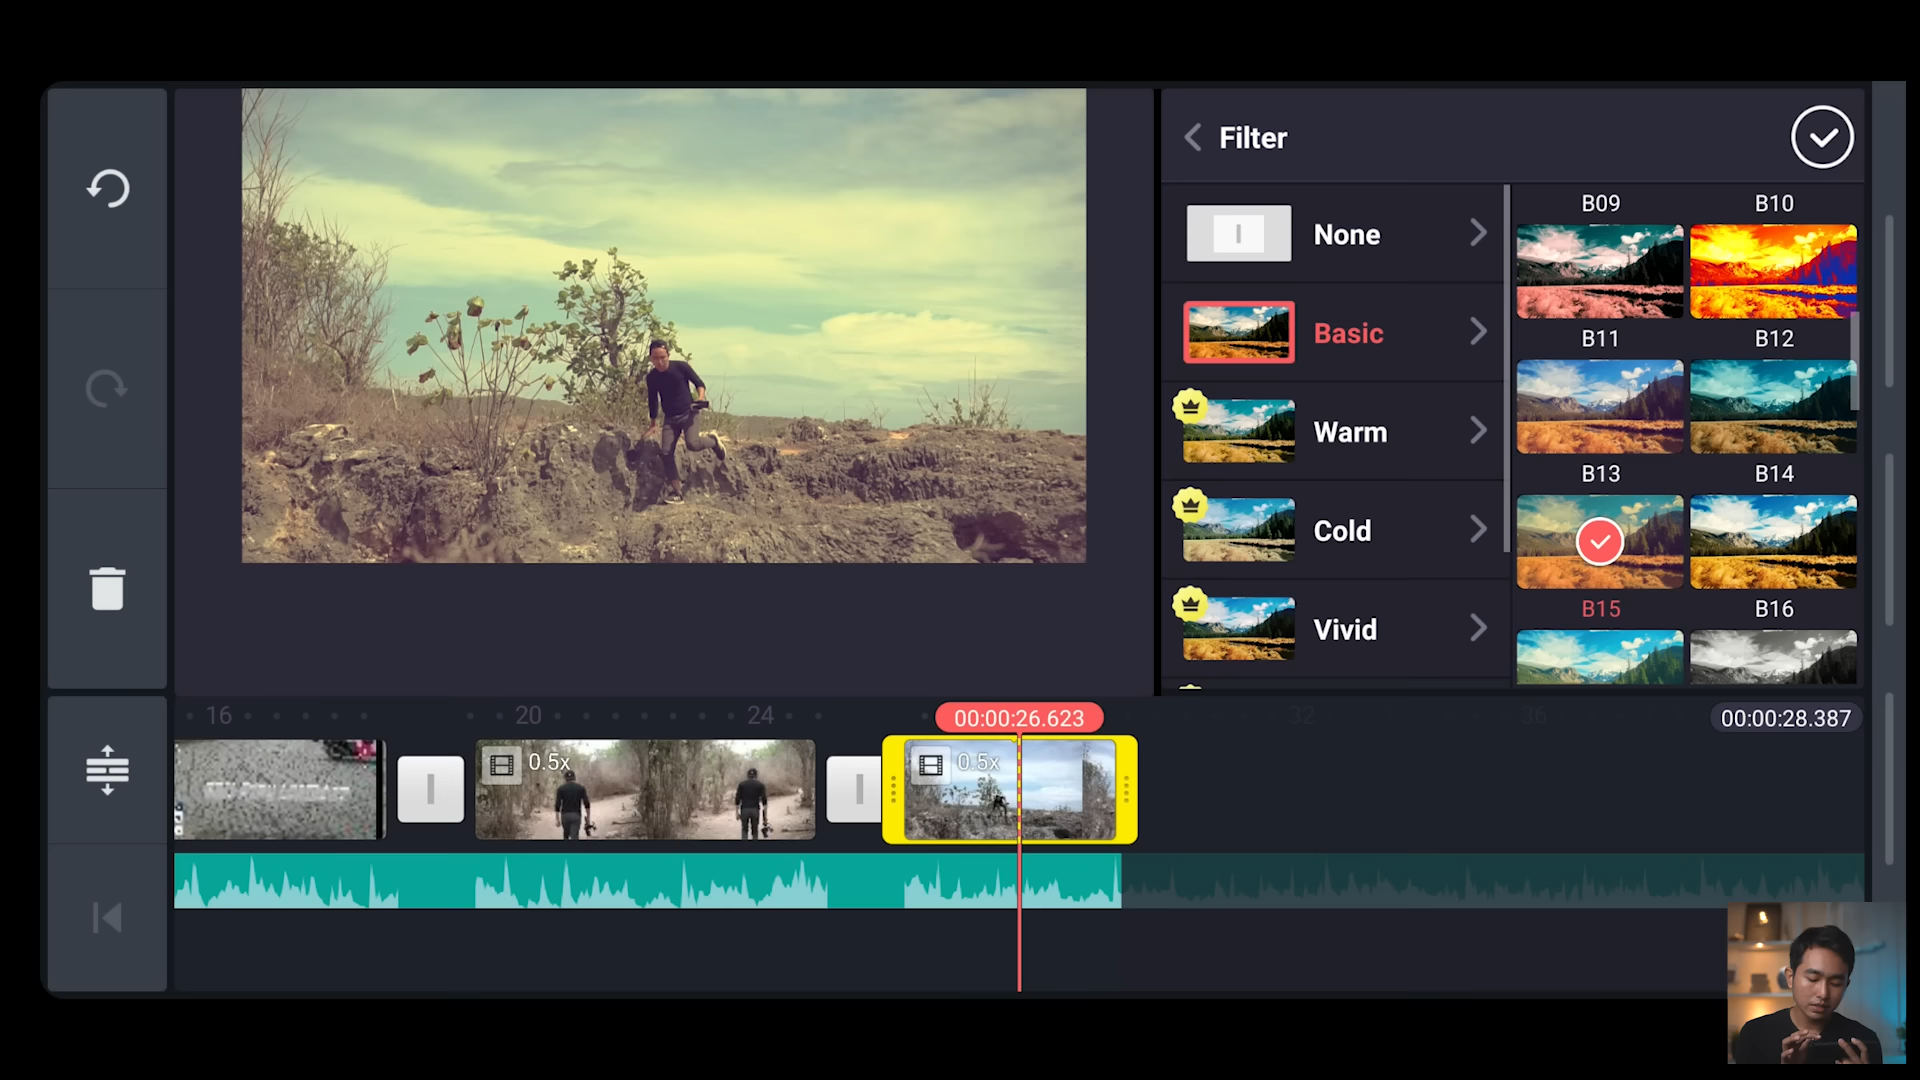 Filter
None
Basic
Warm
Cold
Vivid
B09
B10
B11
B12
B13
B14
B15
B16
16
20
24
00:00:26.623
32
36
00:00:28.387
0.5x
0.5x